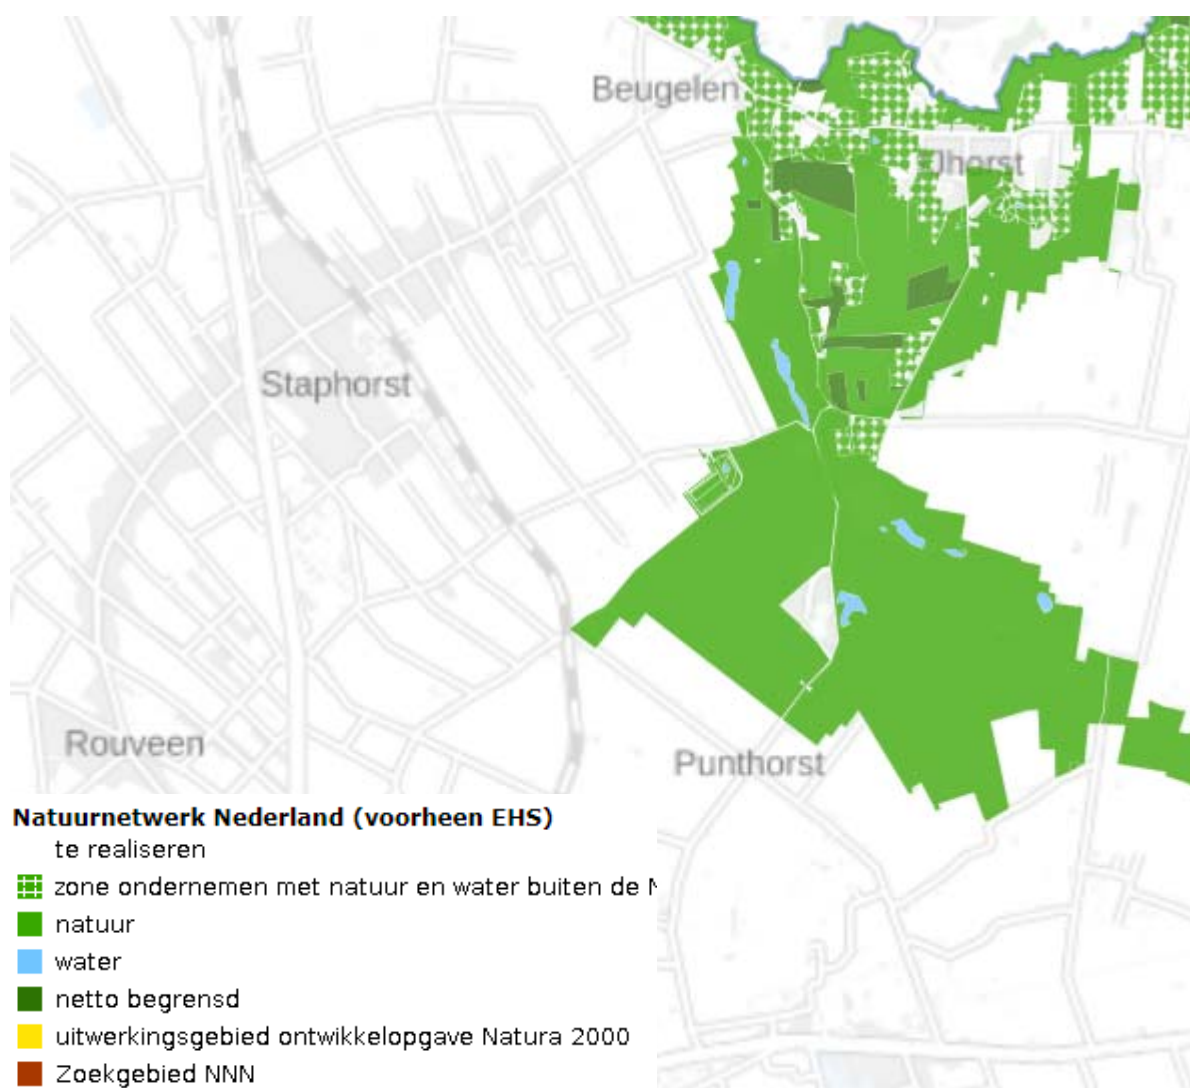 Beugelen
Jhorst
Staphorst
Rouveen
Punthorst
Natuurnetwerk Nederland (voorheen EHS)
te realiseren
zone ondernemen met natuur en water buiten de
natuur
water
netto begrensd
uitwerkingsgebied ontwikkelopgave Natura 2000
Zoekgebied NNN